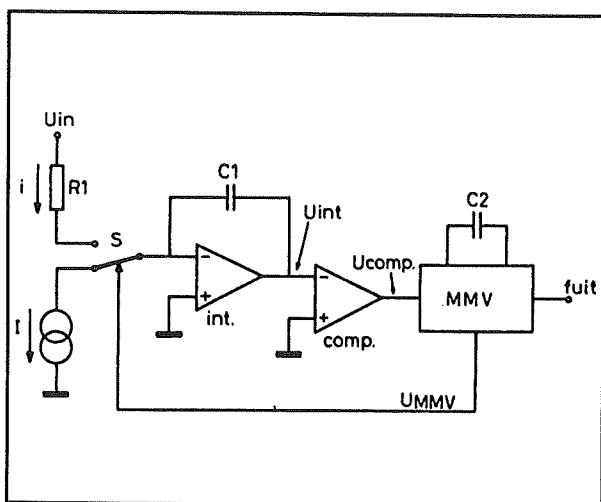 Uin
i
R1
S
C1
Uint
I
-
+
int.
-
+
comp.
Ucomp.
C2
MMV
fuit
UMMV